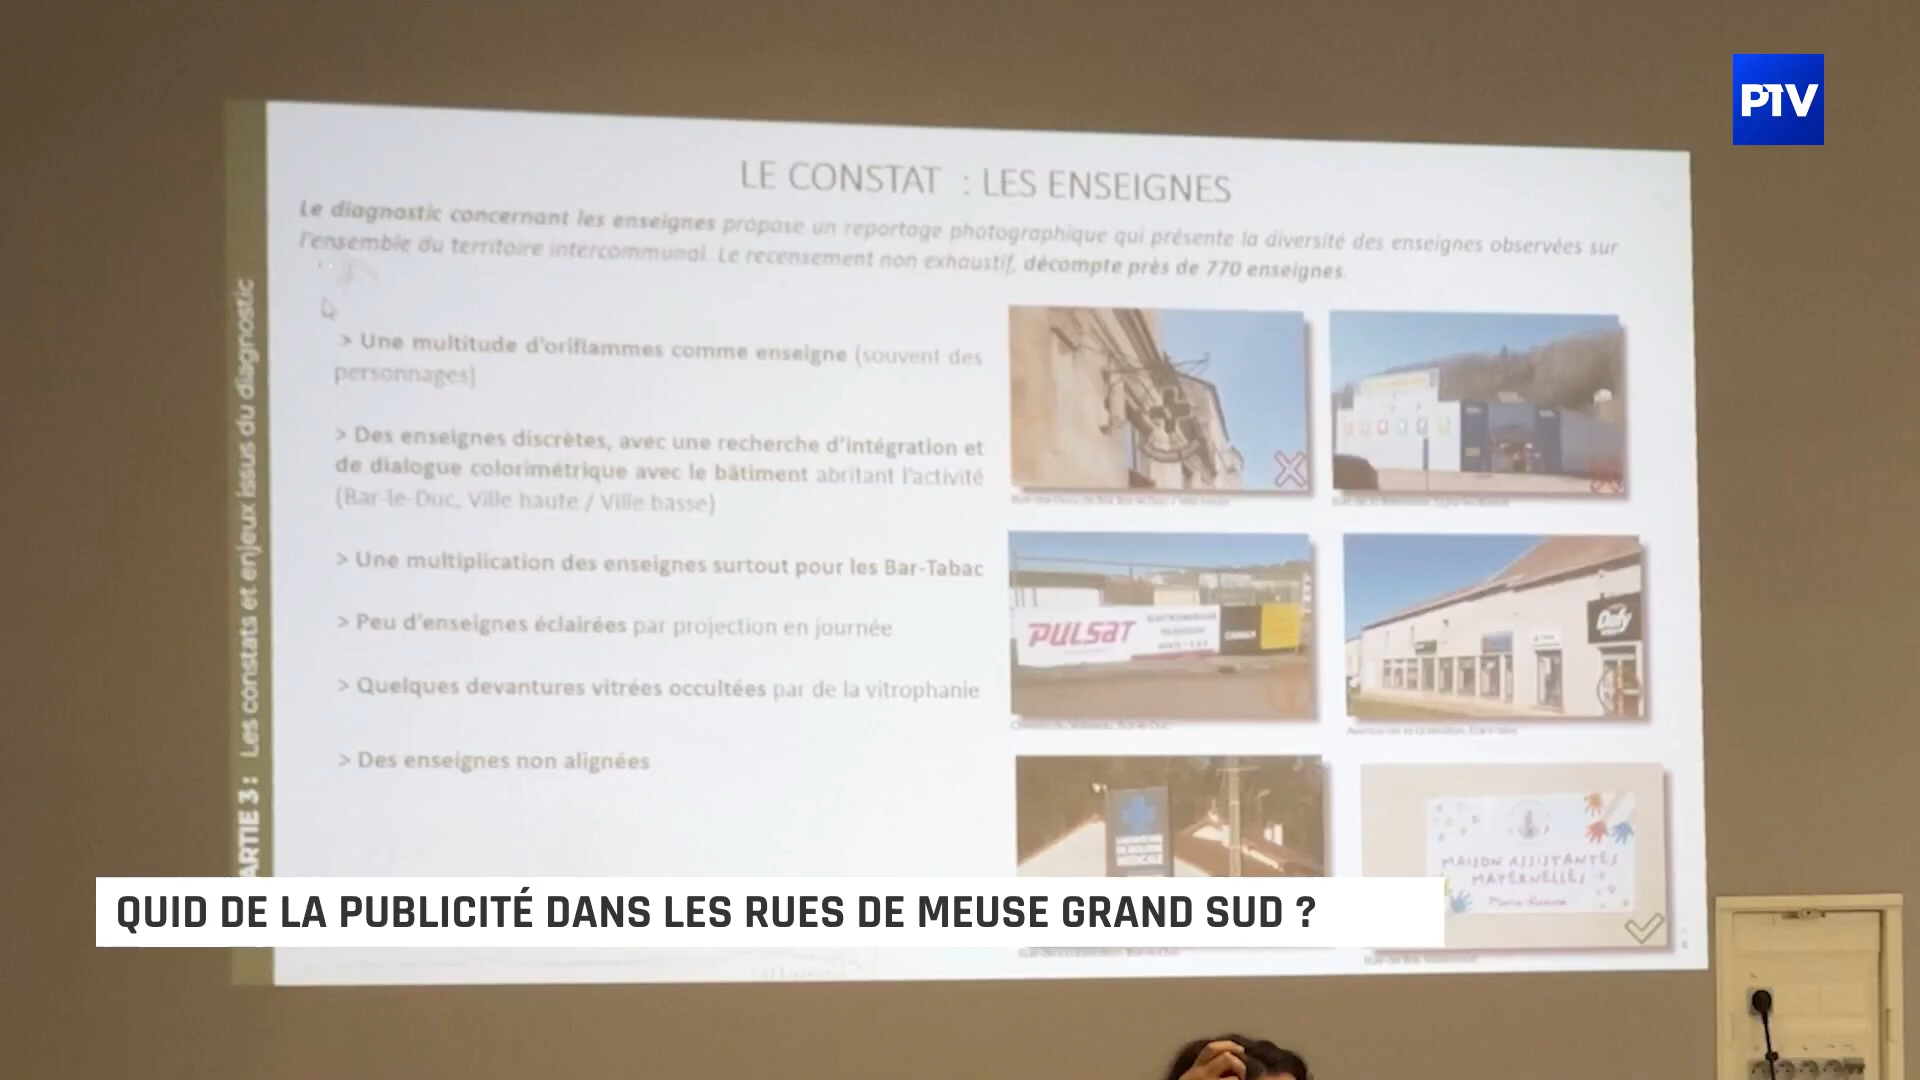 PTV
LE CONSTAT : LES ENSEIGNES
Le diagnostic concernant les enseignes propose un reportage photographique qui présente la diversité des enseignes observées sur
l'ensemble du territoire intercommunal. Le recensement non exhaustif, décompte près de 770 enseignes.
> Une multitude d'oriflammes comme enseigne (souvent des
personnages)
> Des enseignes discrètes, avec une recherche d'intégration et
de dialogue colorimétrique avec le bâtiment abritant l'activité
(Bar-le-Duc, Ville haute / Ville basse)
> Une multiplication des enseignes surtout pour les Bar-Tabac
> Peu d'enseignes éclairées par projection en journée
> Quelques devantures vitrées occultées par de la vitrophanie
> Des enseignes non alignées
ARTIE 3 : Les constats et enjeux issus du diagnostic
PULSAT
Dafy
MAISON ASSISTANTES
MATERNELLES
QUID DE LA PUBLICITÉ DANS LES RUES DE MEUSE GRAND SUD ?